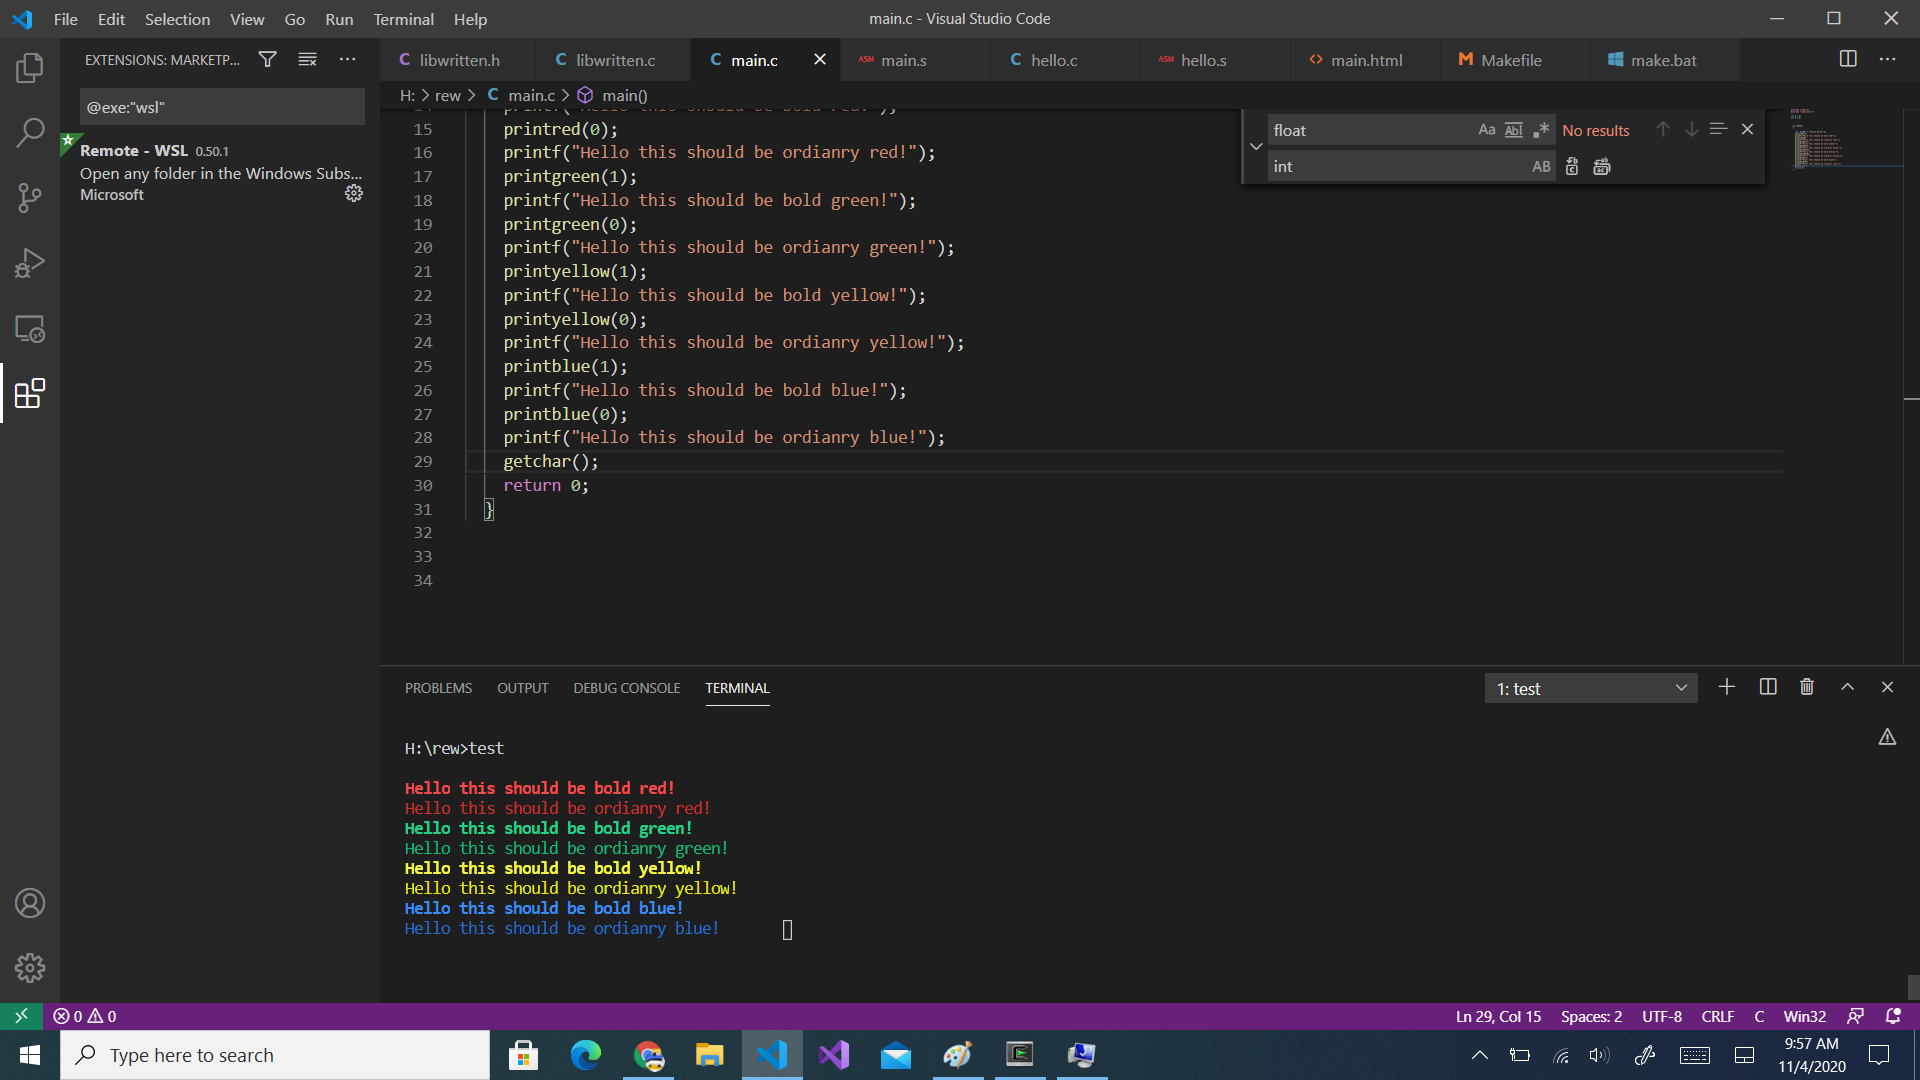 File Edit Selection View Go Run Terminal Help
main.c - Visual Studio Code
EXTENSIONS: MARKETP...
@exe:"wsl"
Remote - WSL 0.50.1
Open any folder in the Windows Subs...
Microsoft
C libwritten.h
C libwritten.c
C main.c
ASM main.s
C hello.c
ASM hello.s
<> main.html
M Makefile
make.bat
H: > rew > C main.c > main()
float Aa Abl .* No results
int AB
14 printf("Hello this should be bold red!");
15 printred(0);
16 printf("Hello this should be ordianry red!");
17 printgreen(1);
18 printf("Hello this should be bold green!");
19 printgreen(0);
20 printf("Hello this should be ordianry green!");
21 printyellow(1);
22 printf("Hello this should be bold yellow!");
23 printyellow(0);
24 printf("Hello this should be ordianry yellow!");
25 printblue(1);
26 printf("Hello this should be bold blue!");
27 printblue(0);
28 printf("Hello this should be ordianry blue!");
29 getchar();
30 return 0;
31 }
32
33
34
PROBLEMS OUTPUT DEBUG CONSOLE TERMINAL
1: test
H:\rew>test
Hello this should be bold red!
Hello this should be ordianry red!
Hello this should be bold green!
Hello this should be ordianry green!
Hello this should be bold yellow!
Hello this should be ordianry yellow!
Hello this should be bold blue!
Hello this should be ordianry blue!
0 0
Ln 29, Col 15 Spaces: 2 UTF-8 CRLF C Win32
Type here to search
9:57 AM
11/4/2020